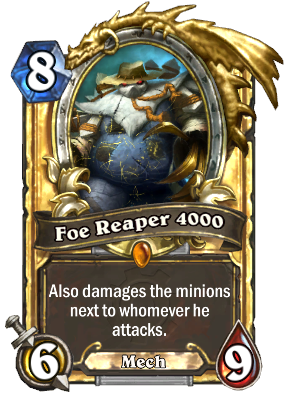 8
Foe Reaper 4000
Also damages the minions
next to whomever he
attacks.
6
Mech
9